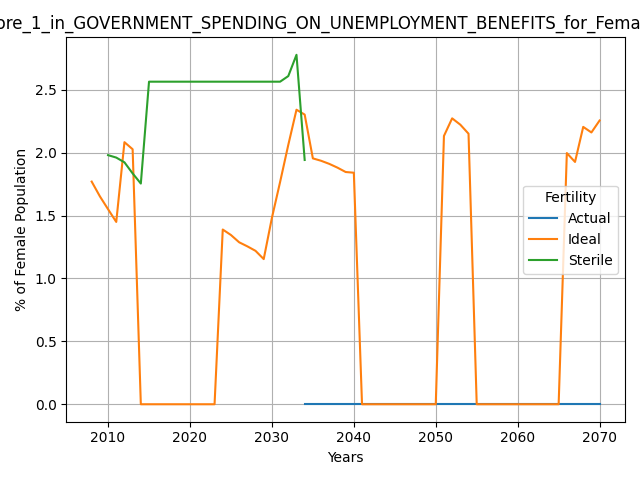 ore_1_in_GOVERNMENT_SPENDING_ON_UNEMPLOYMENT_BENEFITS_for_Fema
% of Female Population
2.5
2.0
1.5
1.0
0.5
0.0
Fertility
Actual
Ideal
Sterile
2010 2020 2030 2040 2050 2060 2070
Years